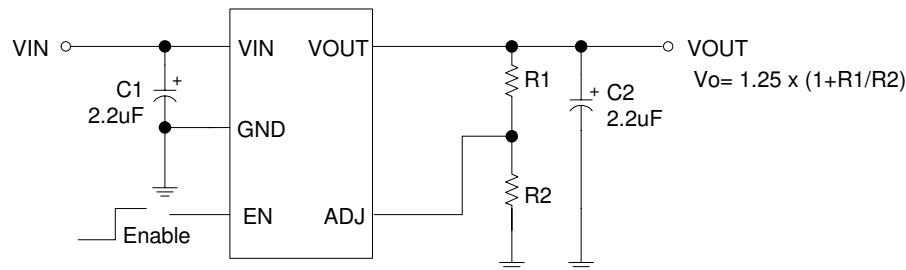 VIN
VIN
VOUT
VOUT
Vo= 1.25 x (1+R1/R2)
R1
C1
+
2.2uF
+
C2
2.2uF
GND
R2
EN
ADJ
Enable